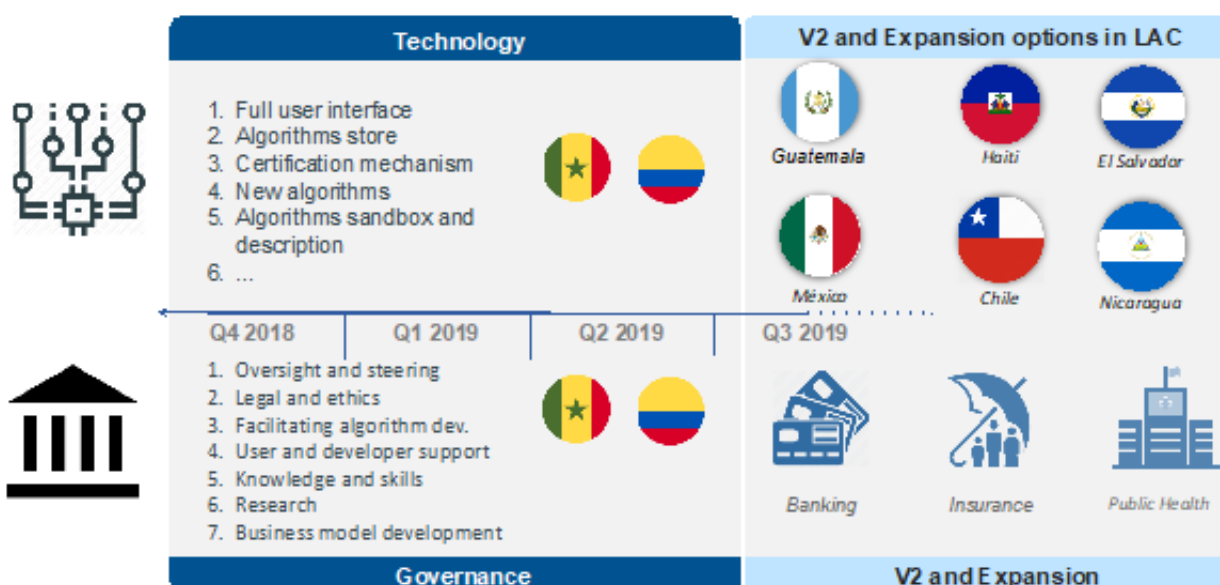 Technology
V2 and Expansion options in LAC
1. Full user interface
2. Algorithms store
3. Certification mechanism
4. New algorithms
5. Algorithms sandbox and
description
6. ...
Guatemala
Haiti
El Salvador
México
Chile
Nicaragua
Q4 2018
Q1 2019
Q2 2019
Q3 2019
1. Oversight and steering
2. Legal and ethics
3. Facilitating algorithm dev.
4. User and developer support
5. Knowledge and skills
6. Research
7. Business model development
Banking
Insurance
Public Health
Governance
V2 and Expansion